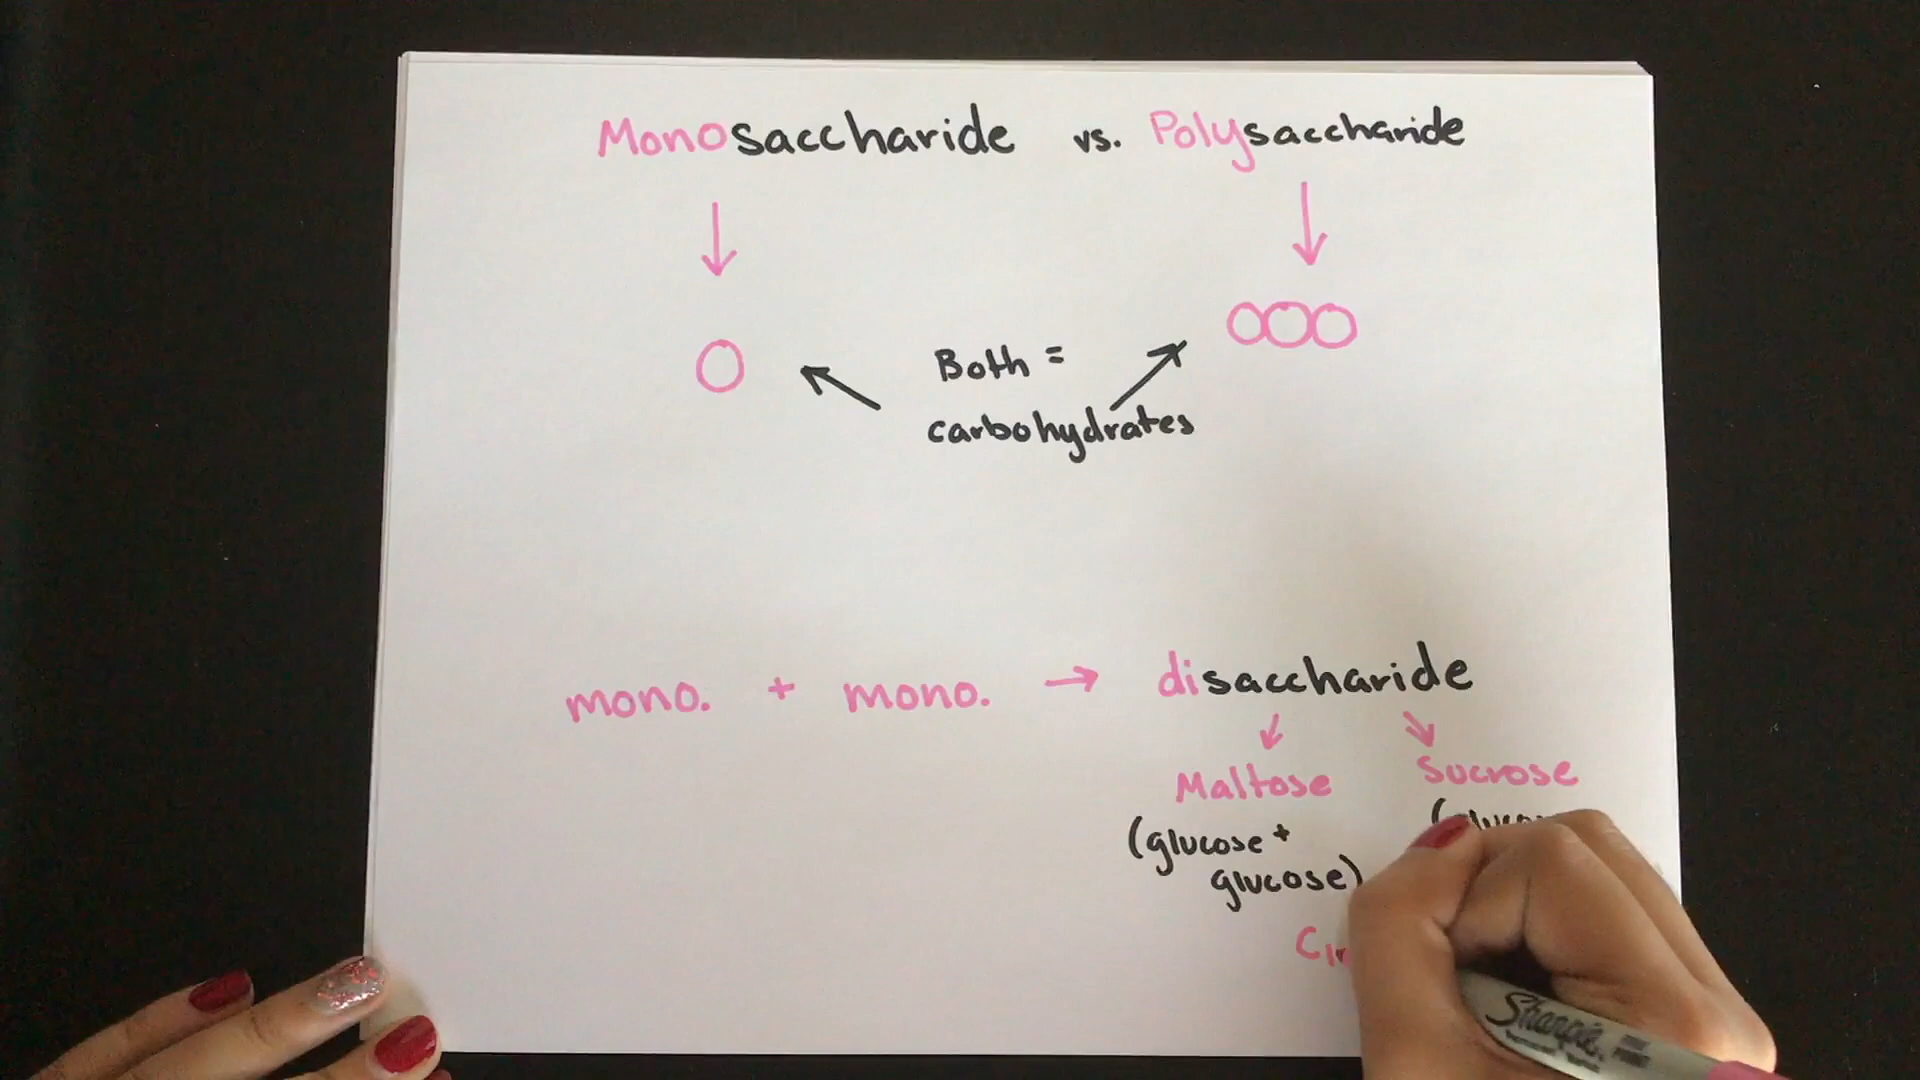 Monosaccharide vs. Polysaccharide
Both =
carbohydrates
mono. + mono. → disaccharide
Maltose
Sucrose
(glucose +
glucose)
Sharpie